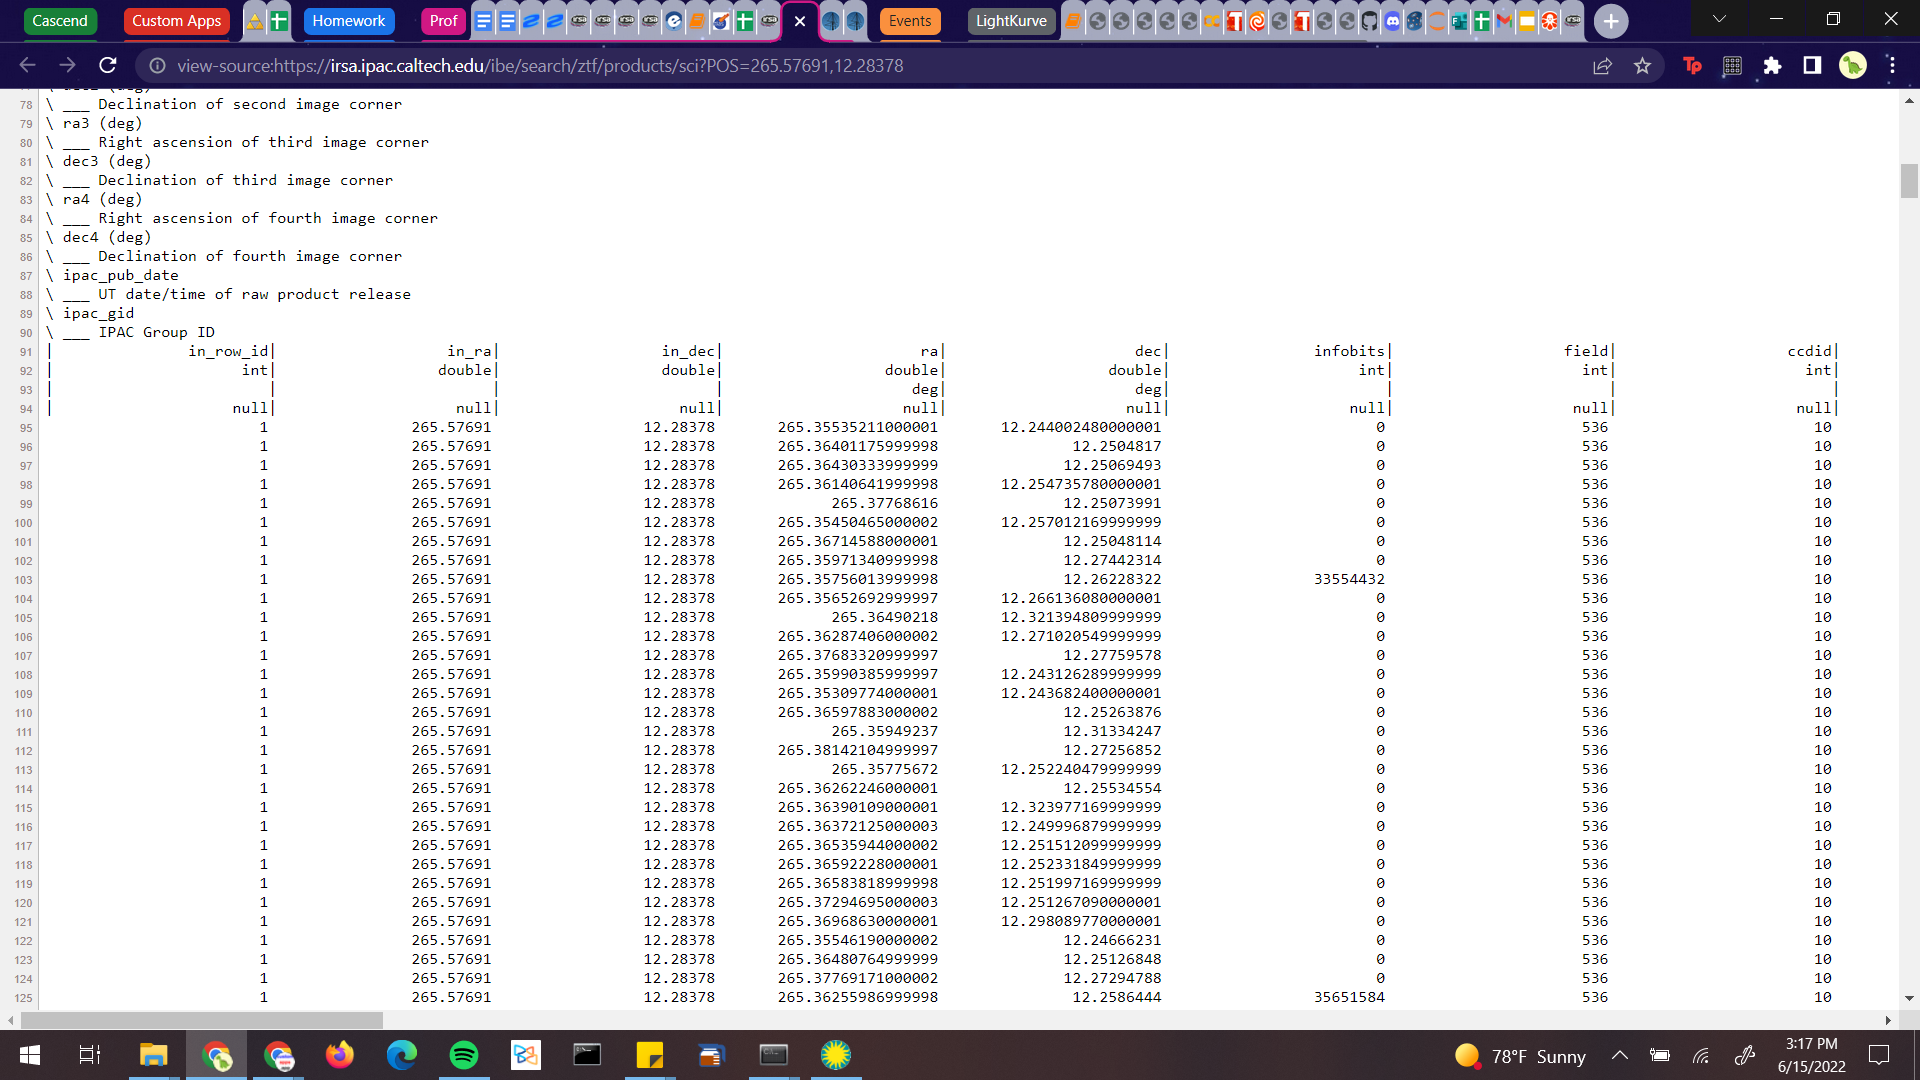 Cascend Custom Apps Homework Prof Events LightKurve
view-source:https://irsa.ipac.caltech.edu/ibe/search/ztf/products/sci?POS=265.57691,12.28378
78 \ ___ Declination of second image corner
79 \ ra3 (deg)
80 \ ___ Right ascension of third image corner
81 \ dec3 (deg)
82 \ ___ Declination of third image corner
83 \ ra4 (deg)
84 \ ___ Right ascension of fourth image corner
85 \ dec4 (deg)
86 \ ___ Declination of fourth image corner
87 \ ipac_pub_date
88 \ ___ UT date/time of raw product release
89 \ ipac_gid
90 \ ___ IPAC Group ID
91 | in_row_id| in_ra| in_dec| ra| dec| infobits| field| ccdid|
92 | int| double| double| double| double| int| int| int|
93 | | | | deg| deg| | | |
94 | null| null| null| null| null| null| null| null|
95 1 265.57691 12.28378 265.35535211000001 12.244002480000001 0 536 10
96 1 265.57691 12.28378 265.36401175999998 12.2504817 0 536 10
97 1 265.57691 12.28378 265.36430333999999 12.25069493 0 536 10
98 1 265.57691 12.28378 265.36140641999998 12.254735780000001 0 536 10
99 1 265.57691 12.28378 265.37768616 12.25073991 0 536 10
100 1 265.57691 12.28378 265.35450465000002 12.257012169999999 0 536 10
101 1 265.57691 12.28378 265.36714588000001 12.25048114 0 536 10
102 1 265.57691 12.28378 265.35971340999998 12.27442314 0 536 10
103 1 265.57691 12.28378 265.35756013999998 12.26228322 33554432 536 10
104 1 265.57691 12.28378 265.35652692999997 12.266136080000001 0 536 10
105 1 265.57691 12.28378 265.36490218 12.321394809999999 0 536 10
106 1 265.57691 12.28378 265.36287406000002 12.271020549999999 0 536 10
107 1 265.57691 12.28378 265.37683320999997 12.27759578 0 536 10
108 1 265.57691 12.28378 265.35990385999997 12.243126289999999 0 536 10
109 1 265.57691 12.28378 265.35309774000001 12.243682400000001 0 536 10
110 1 265.57691 12.28378 265.36597883000002 12.25263876 0 536 10
111 1 265.57691 12.28378 265.35949237 12.31334247 0 536 10
112 1 265.57691 12.28378 265.38142104999997 12.27256852 0 536 10
113 1 265.57691 12.28378 265.35775672 12.252240479999999 0 536 10
114 1 265.57691 12.28378 265.36262246000001 12.25534554 0 536 10
115 1 265.57691 12.28378 265.36390109000001 12.323977169999999 0 536 10
116 1 265.57691 12.28378 265.36372125000003 12.249996879999999 0 536 10
117 1 265.57691 12.28378 265.36535944000002 12.251512099999999 0 536 10
118 1 265.57691 12.28378 265.36592228000001 12.252331849999999 0 536 10
119 1 265.57691 12.28378 265.36583818999998 12.251997169999999 0 536 10
120 1 265.57691 12.28378 265.37294695000003 12.251267090000001 0 536 10
121 1 265.57691 12.28378 265.36968630000001 12.298089770000001 0 536 10
122 1 265.57691 12.28378 265.35546190000002 12.24666231 0 536 10
123 1 265.57691 12.28378 265.36480764999999 12.25126848 0 536 10
124 1 265.57691 12.28378 265.37769171000002 12.27294788 0 536 10
125 1 265.57691 12.28378 265.36255986999998 12.2586444 35651584 536 10
78°F Sunny
3:17 PM
6/15/2022